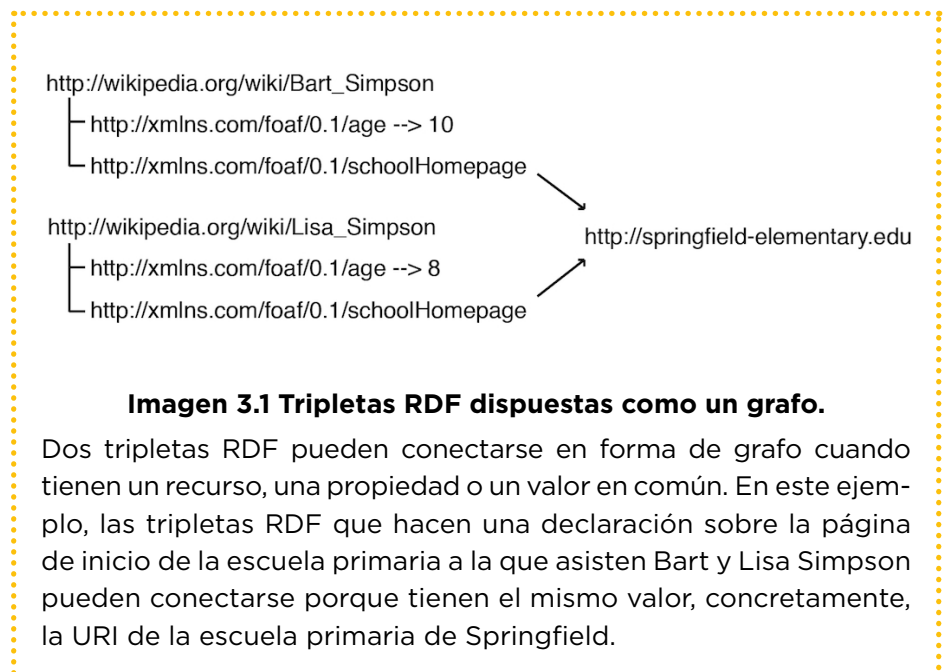 http://wikipedia.org/wiki/Bart_Simpson
http://xmlns.com/foaf/0.1/age --> 10
http://xmlns.com/foaf/0.1/schoolHomepage
http://wikipedia.org/wiki/Lisa_Simpson
http://springfield-elementary.edu
http://xmlns.com/foaf/0.1/age --> 8
http://xmlns.com/foaf/0.1/schoolHomepage
Imagen 3.1 Tripletas RDF dispuestas como un grafo.
Dos tripletas RDF pueden conectarse en forma de grafo cuando
tienen un recurso, una propiedad o un valor en común. En este ejem-
plo, las tripletas RDF que hacen una declaración sobre la página
de inicio de la escuela primaria a la que asisten Bart y Lisa Simpson
pueden conectarse porque tienen el mismo valor, concretamente,
la URI de la escuela primaria de Springfield.